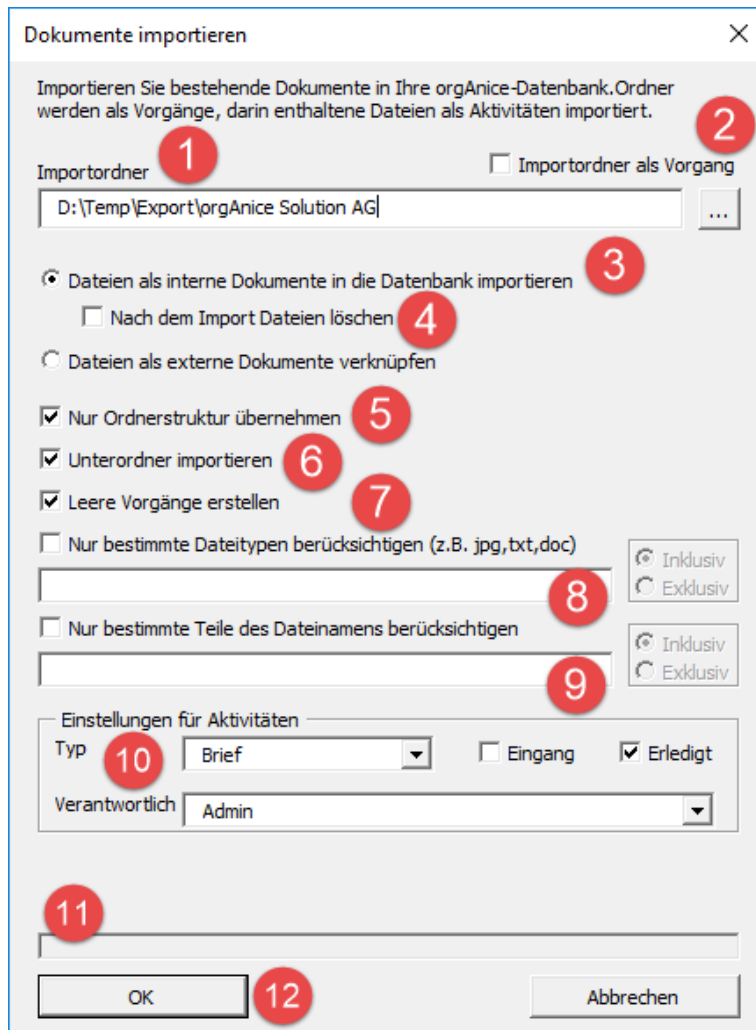 Dokumente importieren
Importieren Sie bestehende Dokumente in Ihre orgAnice-Datenbank.Ordner
werden als Vorgänge, darin enthaltene Dateien als Aktivitäten importiert.
1
2
Importordner
Importordner als Vorgang
D:\Temp\Export\orgAnice Solution AG
...
3
Dateien als interne Dokumente in die Datenbank importieren
Nach dem Import Dateien löschen
4
Dateien als externe Dokumente verknüpfen
Nur Ordnerstruktur übernehmen
5
Unterordner importieren
6
Leere Vorgänge erstellen
7
Nur bestimmte Dateitypen berücksichtigen (z.B. jpg,txt,doc)
Inklusiv
Exklusiv
8
Nur bestimmte Teile des Dateinamens berücksichtigen
Inklusiv
Exklusiv
9
Einstellungen für Aktivitäten
Typ
10
Brief
Eingang
Erledigt
Verantwortlich
Admin
11
OK
12
Abbrechen